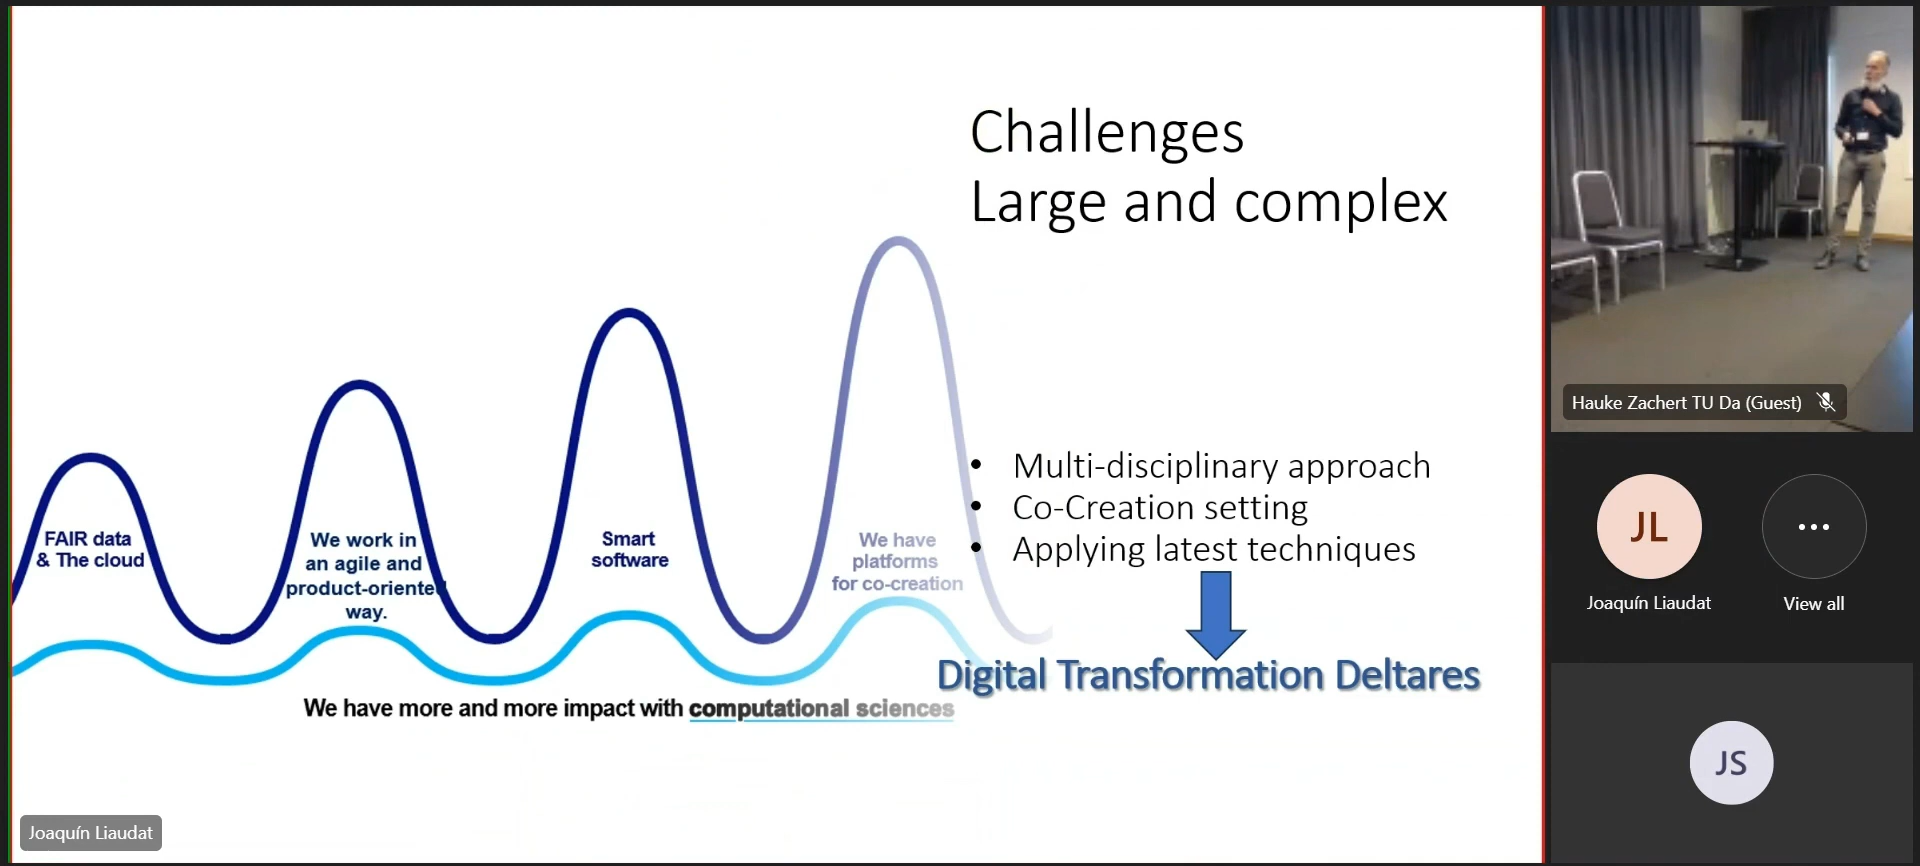 Challenges
Large and complex
FAIR data
& The cloud
We work in
an agile and
product-oriented
way.
Smart
software
We have
platforms
for co-creation
• Multi-disciplinary approach
• Co-Creation setting
• Applying latest techniques
Digital Transformation Deltares
We have more and more impact with computational sciences
Joaquín Liaudat
Hauke Zachert TU Da (Guest)
JL
Joaquín Liaudat
View all
JS